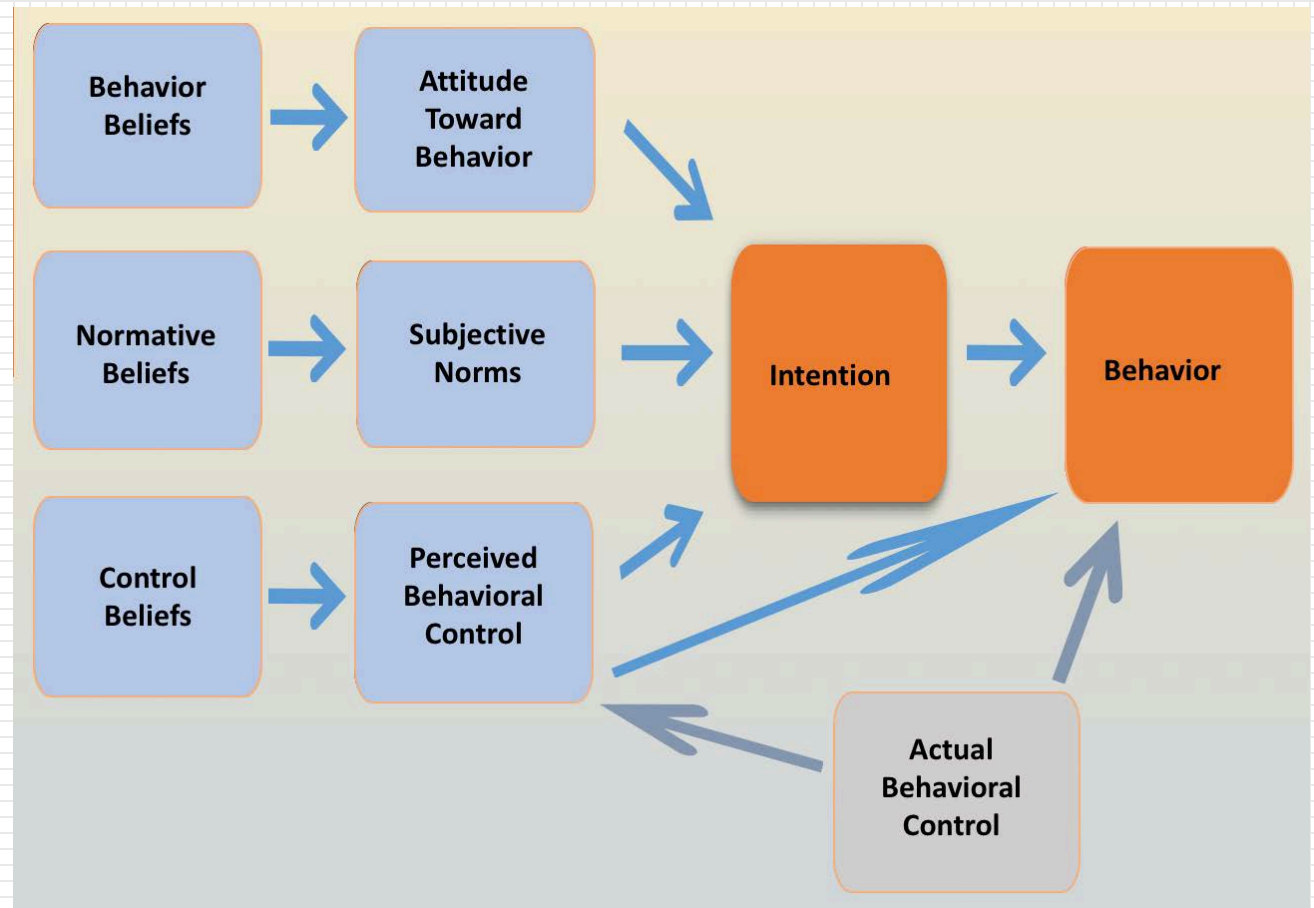 Behavior
Beliefs
Attitude
Toward
Behavior
Normative
Beliefs
Subjective
Norms
Intention
Behavior
Control
Beliefs
Perceived
Behavioral
Control
Actual
Behavioral
Control